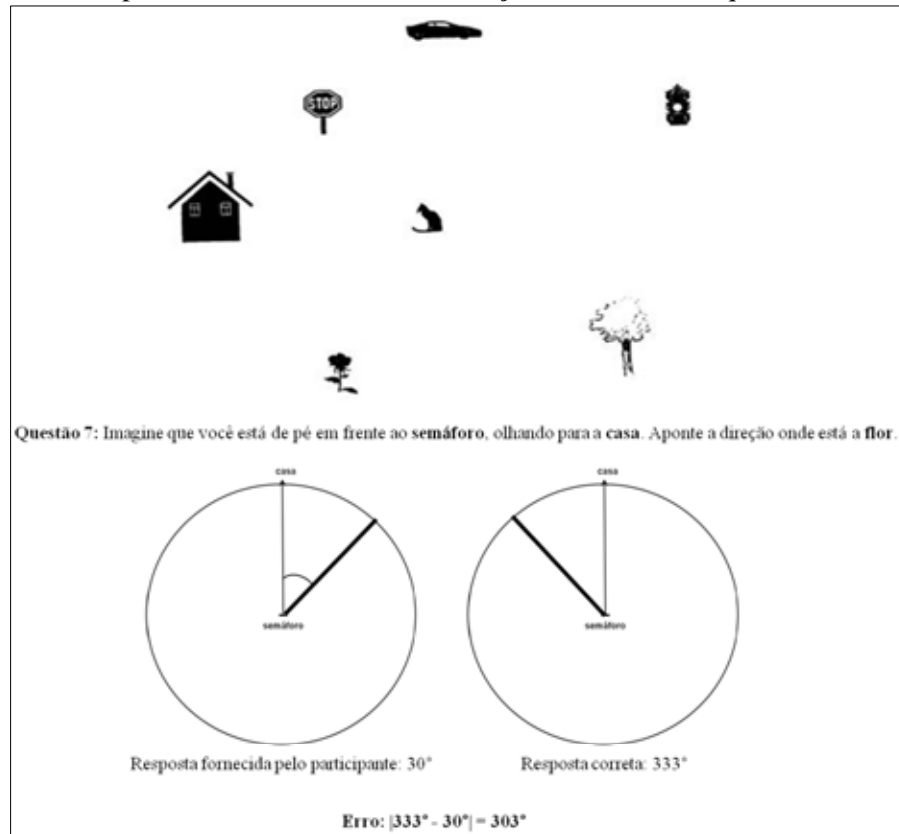 STOP
Questão 7: Imagine que você está de pé em frente ao semáforo, olhando para a casa. Aponte a direção onde está a flor.
casa
casa
semáforo
semáforo
Resposta fornecida pelo participante: 30°
Resposta correta: 333°
Erro: |333° - 30°| = 303°